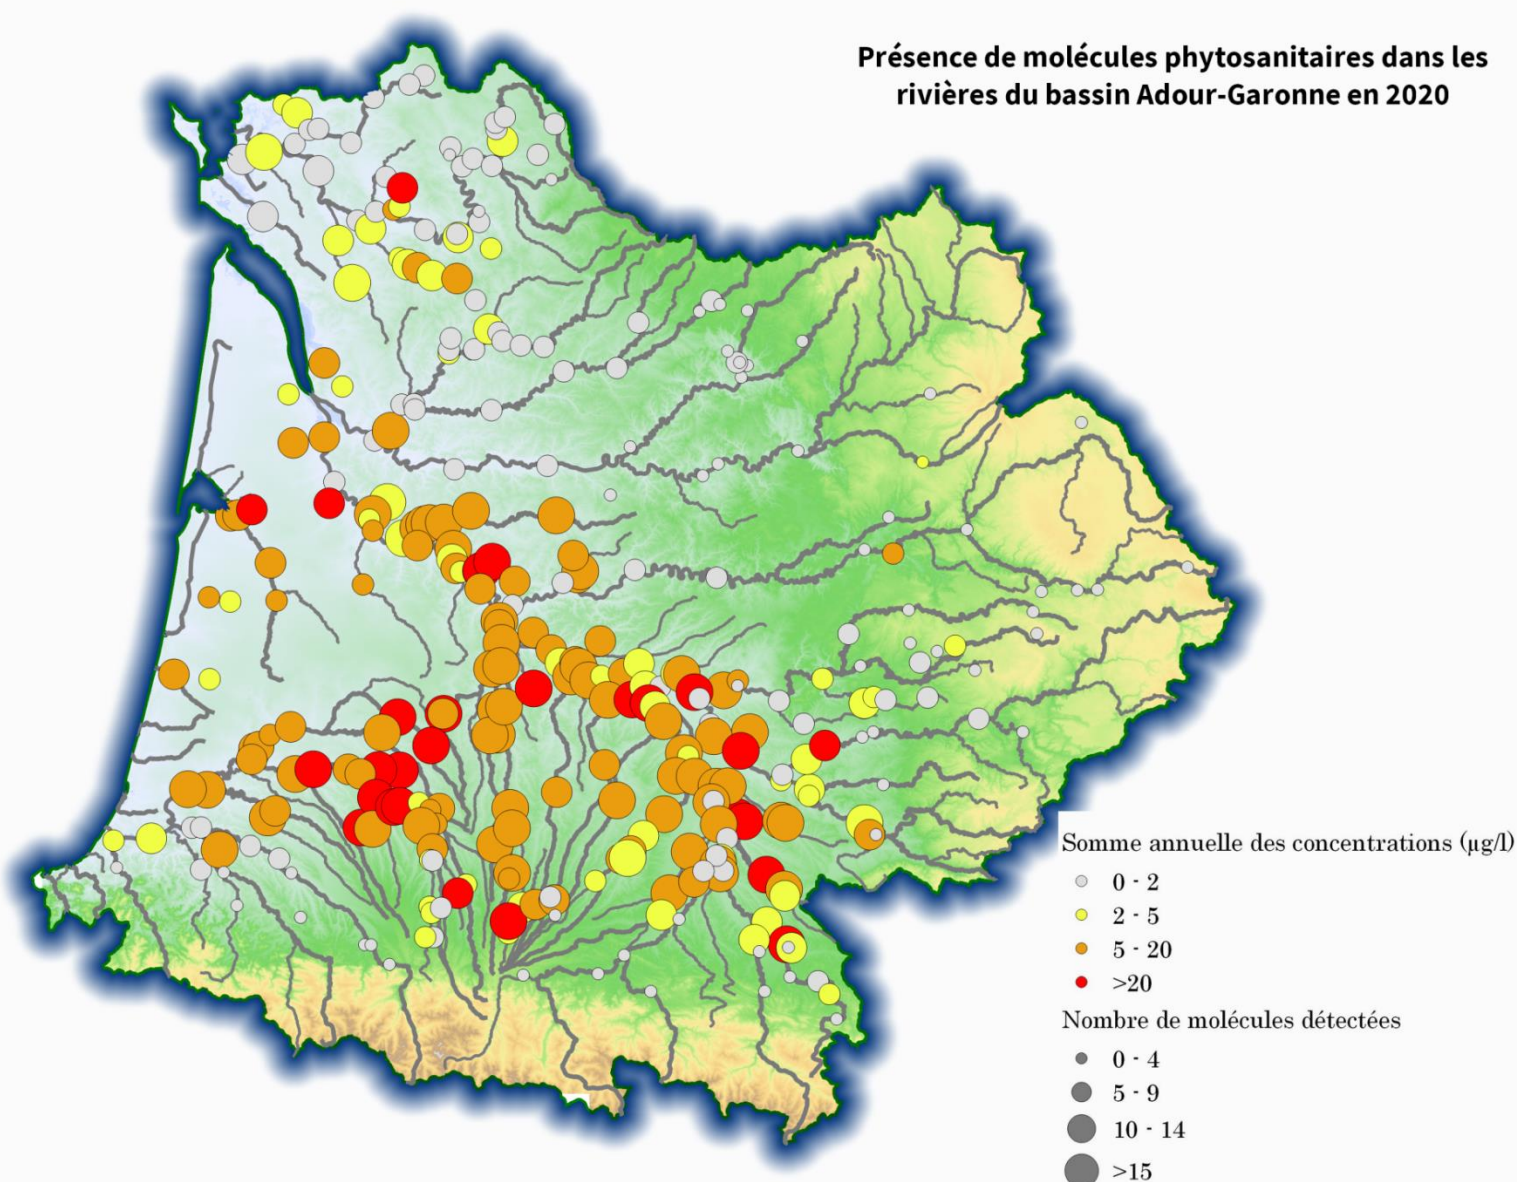 Présence de molécules phytosanitaires dans les
rivières du bassin Adour-Garonne en 2020
Somme annuelle des concentrations (µg/l)
0 - 2
2 - 5
5 - 20
>20
Nombre de molécules détectées
0 - 4
5 - 9
10 - 14
>15